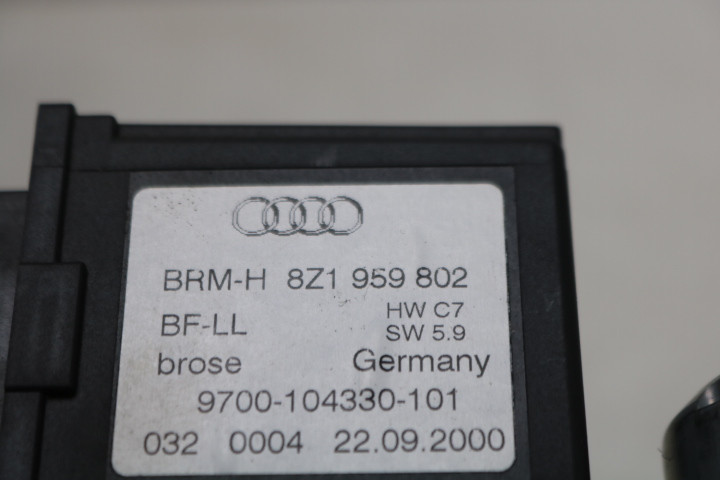 BRM-H 8Z1 959 802
BF-LL HW C7
SW 5.9
brose Germany
9700-104330-101
032 0004 22.09.2000